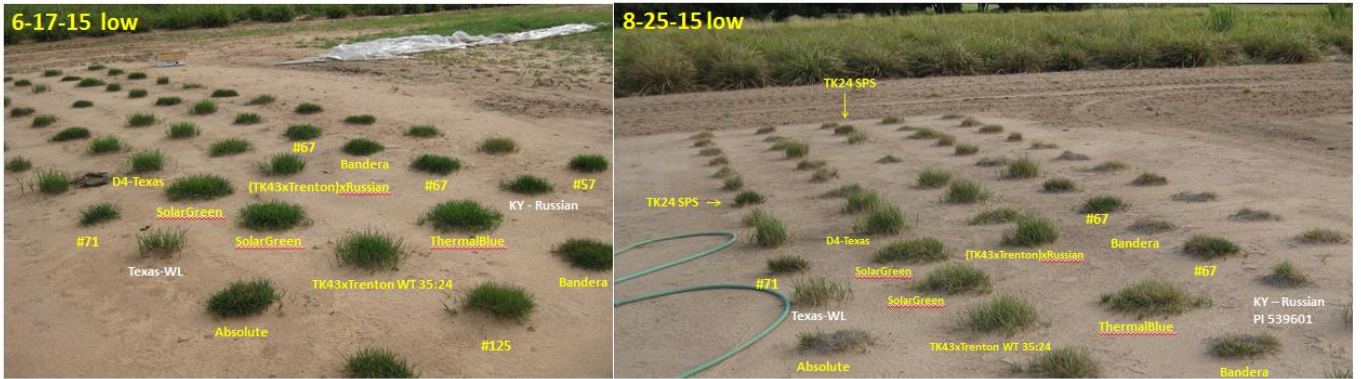 6-17-15 low
#67
Bandera
D4-Texas
(TK43xTrenton)xRussian
#67
#57
KY - Russian
SolarGreen
#71
SolarGreen
ThermalBlue
Texas-WL
TK43xTrenton WT 35:24
Bandera
Absolute
#125
8-25-15 low
TK24 SPS
TK24 SPS
#67
D4-Texas
Bandera
(TK43xTrenton)xRussian
SolarGreen
#67
#71
SolarGreen
KY – Russian
PI 539601
Texas-WL
ThermalBlue
TK43xTrenton WT 35:24
Absolute
Bandera